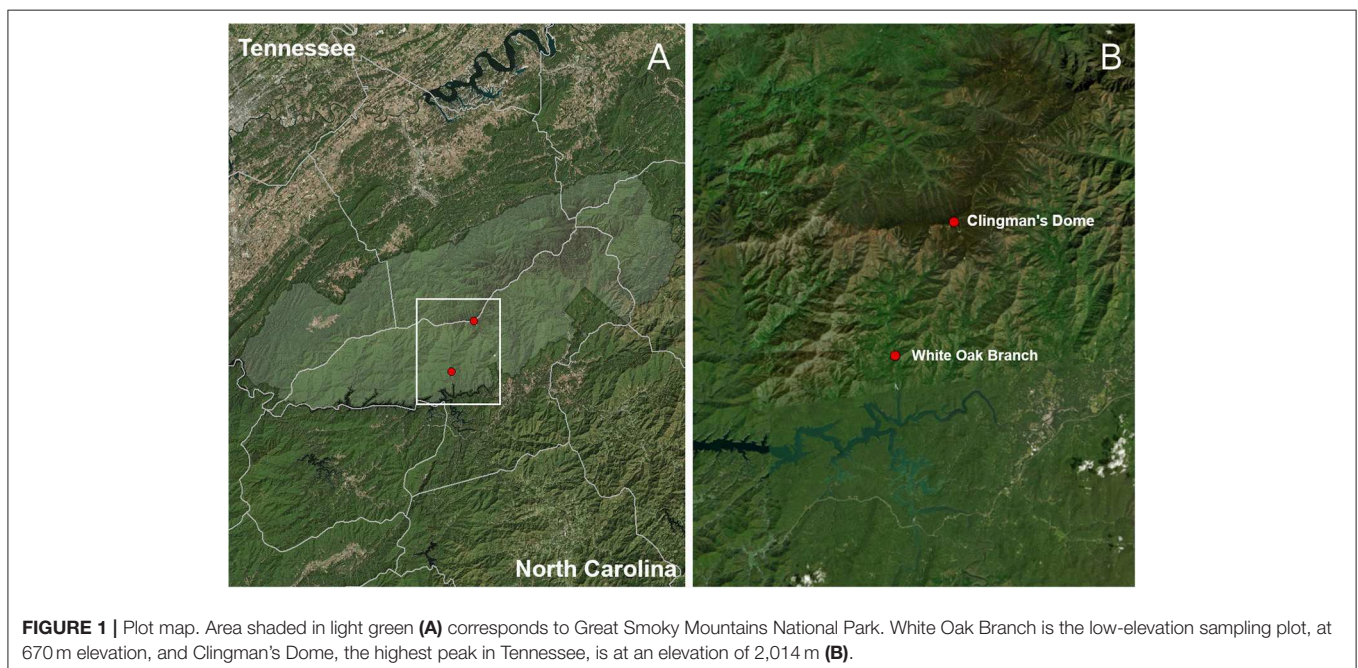 Tennessee
A
North Carolina
B
Clingman's Dome
White Oak Branch
FIGURE 1 | Plot map. Area shaded in light green (A) corresponds to Great Smoky Mountains National Park. White Oak Branch is the low-elevation sampling plot, at
670 m elevation, and Clingman’s Dome, the highest peak in Tennessee, is at an elevation of 2,014 m (B).